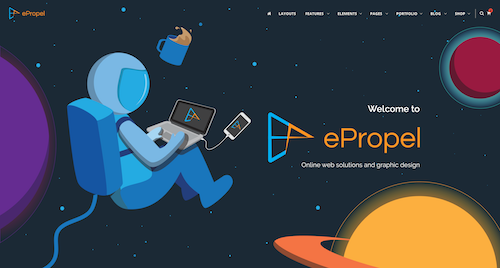 ePropel
LAYOUTS FEATURES ELEMENTS PAGES PORTFOLIO BLOG SHOP
Welcome to
ePropel
Online web solutions and graphic design